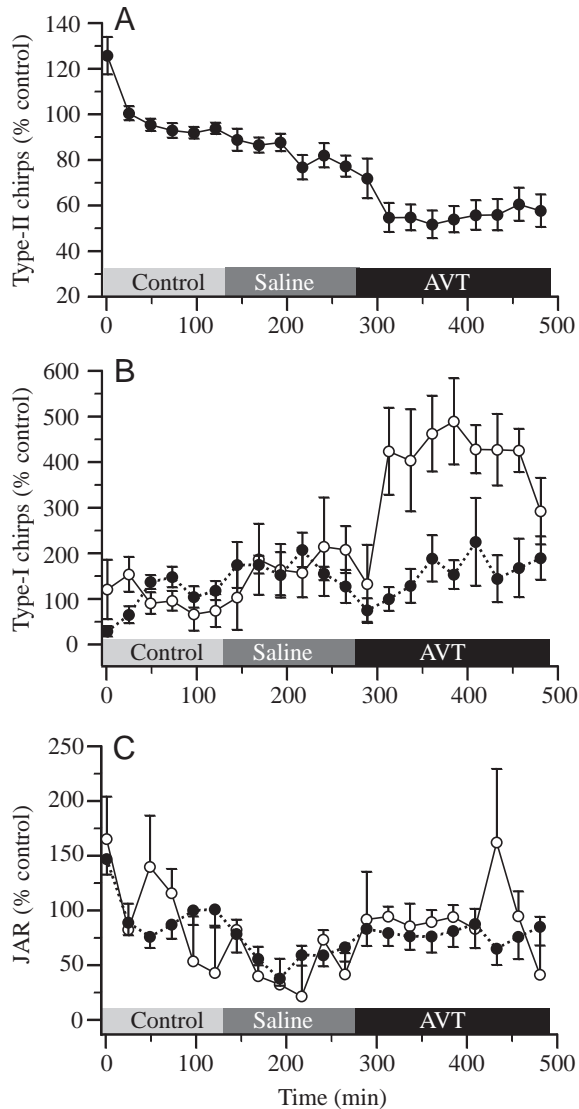 A
Type-II chirps (% control)
140
120
100
80
60
40
20
Control Saline AVT
0 100 200 300 400 500
B
Type-I chirps (% control)
600
500
400
300
200
100
0
Control Saline AVT
0 100 200 300 400 500
C
JAR (% control)
250
200
150
100
50
0
Control Saline AVT
0 100 200 300 400 500
Time (min)